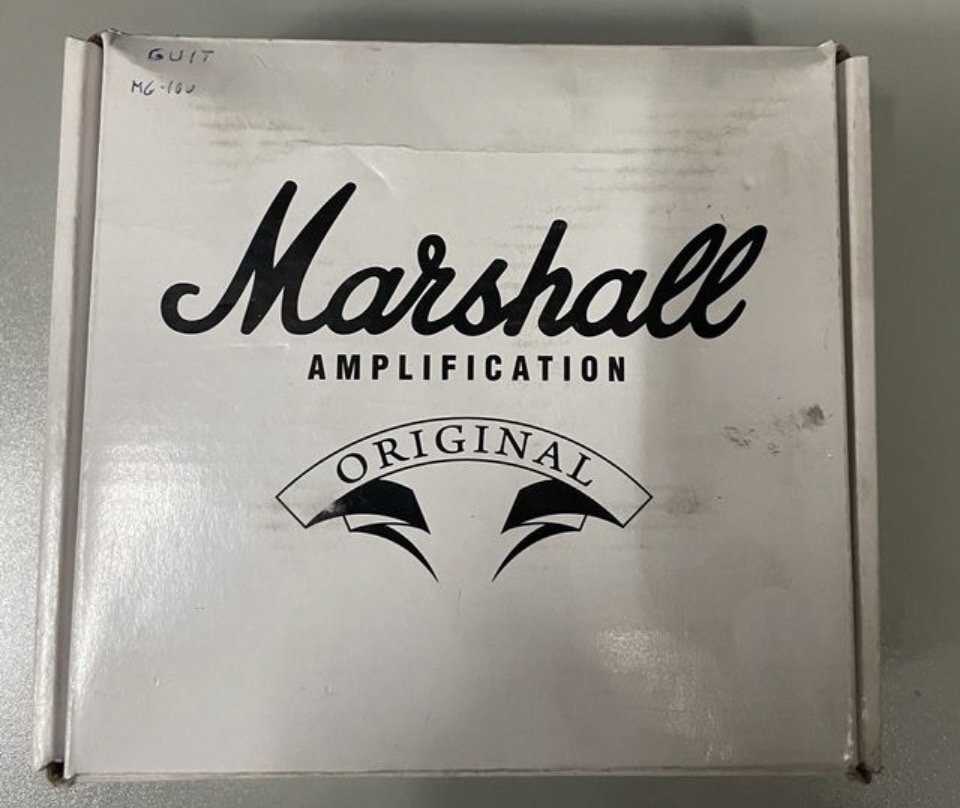 GUIT
MG-100
Marshall
AMPLIFICATION
ORIGINAL